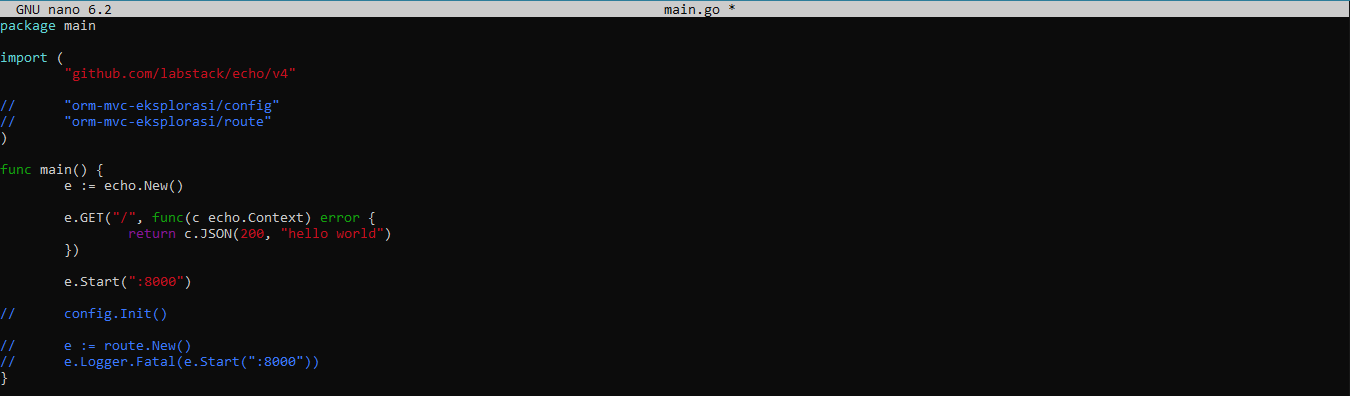 GNU nano 6.2 main.go *
package main
import (
"github.com/labstack/echo/v4"
// "orm-mvc-eksplorasi/config"
// "orm-mvc-eksplorasi/route"
)
func main() {
e := echo.New()
e.GET("/", func(c echo.Context) error {
return c.JSON(200, "hello world")
})
e.Start(":8000")
// config.Init()
// e := route.New()
// e.Logger.Fatal(e.Start(":8000"))
}